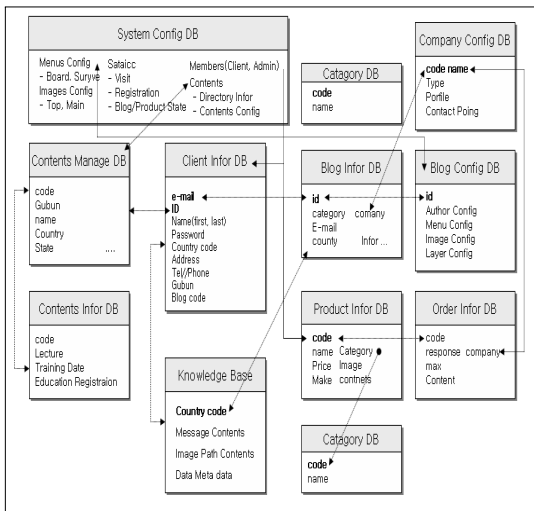 System Config DB
Menus Config
- Board. Suryve
Images Config
- Top, Main
Sataicc
- Visit
- Registration
- Blog/Product State
Members(Client, Admin)
Contents
- Directory Infor
- Contents Config
Catagory DB
code
name
Company Config DB
code name
Type
Porfile
Contact Poing
Contents Manage DB
code
Gubun
name
Country
State ....
Client Infor DB
e-mail
ID
Name(first, last)
Password
Country code
Address
Tel//Phone
Gubun
Blog code
Blog Infor DB
id
category comany
E-mail
county Infor ...
Blog Config DB
id
Author Config
Menu Config
Image Config
Layer Config
Contents Infor DB
code
Lecture
Training Date
Education Registraion
Knowledge Base
Country code
Message Contents
Image Path Contents
Data Meta data
Product Infor DB
code
name Category
Price Image
Make contnets
Order Infor DB
code
response company
max
Content
Catagory DB
code
name